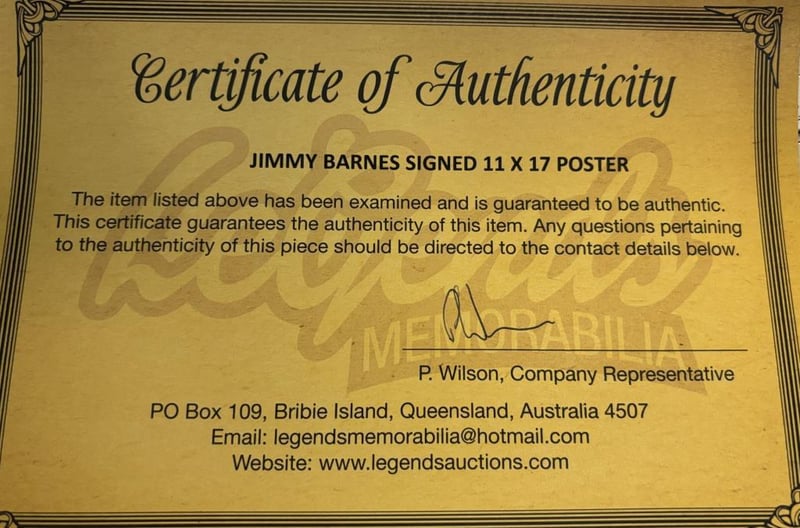 Certificate of Authenticity
JIMMY BARNES SIGNED 11 X 17 POSTER
The item listed above has been examined and is guaranteed to be authentic.
This certificate guarantees the authenticity of this item. Any questions pertaining
to the authenticity of this piece should be directed to the contact details below.
Legends
MEMORABILIA
P. Wilson, Company Representative
PO Box 109, Bribie Island, Queensland, Australia 4507
Email: legendsmemorabilia@hotmail.com
Website: www.legendsauctions.com